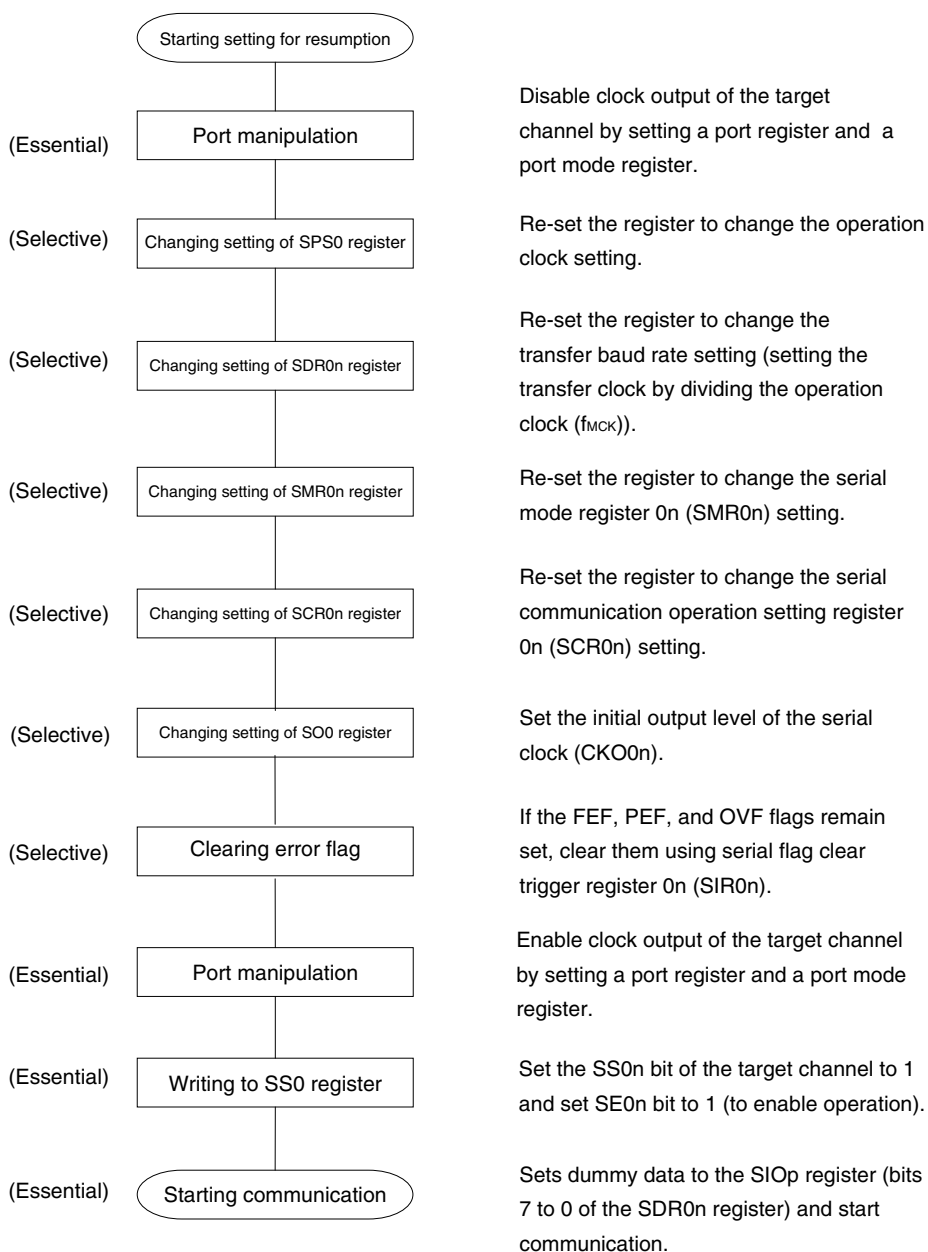 Starting setting for resumption
(Essential)
Port manipulation
Disable clock output of the target
channel by setting a port register and a
port mode register.
(Selective)
Changing setting of SPS0 register
Re-set the register to change the operation
clock setting.
(Selective)
Changing setting of SDR0n register
Re-set the register to change the
transfer baud rate setting (setting the
transfer clock by dividing the operation
clock (fMCK)).
(Selective)
Changing setting of SMR0n register
Re-set the register to change the serial
mode register 0n (SMR0n) setting.
(Selective)
Changing setting of SCR0n register
Re-set the register to change the serial
communication operation setting register
0n (SCR0n) setting.
(Selective)
Changing setting of SO0 register
Set the initial output level of the serial
clock (CKO0n).
(Selective)
Clearing error flag
If the FEF, PEF, and OVF flags remain
set, clear them using serial flag clear
trigger register 0n (SIR0n).
(Essential)
Port manipulation
Enable clock output of the target channel
by setting a port register and a port mode
register.
(Essential)
Writing to SS0 register
Set the SS0n bit of the target channel to 1
and set SE0n bit to 1 (to enable operation).
(Essential)
Starting communication
Sets dummy data to the SIOp register (bits
7 to 0 of the SDR0n register) and start
communication.